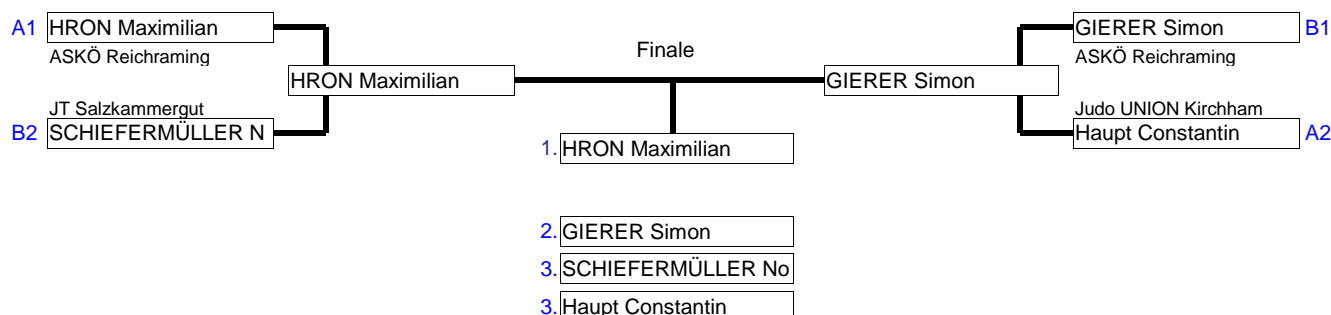 A1 HRON Maximilian
ASKÖ Reichraming
HRON Maximilian
JT Salzkammergut
B2 SCHIEFERMÜLLER N
Finale
GIERER Simon B1
ASKÖ Reichraming
GIERER Simon
Judo UNION Kirchham
Haupt Constantin A2
1. HRON Maximilian
2. GIERER Simon
3. SCHIEFERMÜLLER No
3. Haupt Constantin